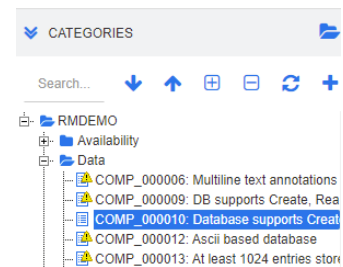 CATEGORIES
Search...
RMDEMO
Availability
Data
COMP_000006: Multiline text annotations
COMP_000009: DB supports Create, Rea
COMP_000010: Database supports Creat
COMP_000012: Ascii based database
COMP_000013: At least 1024 entries store